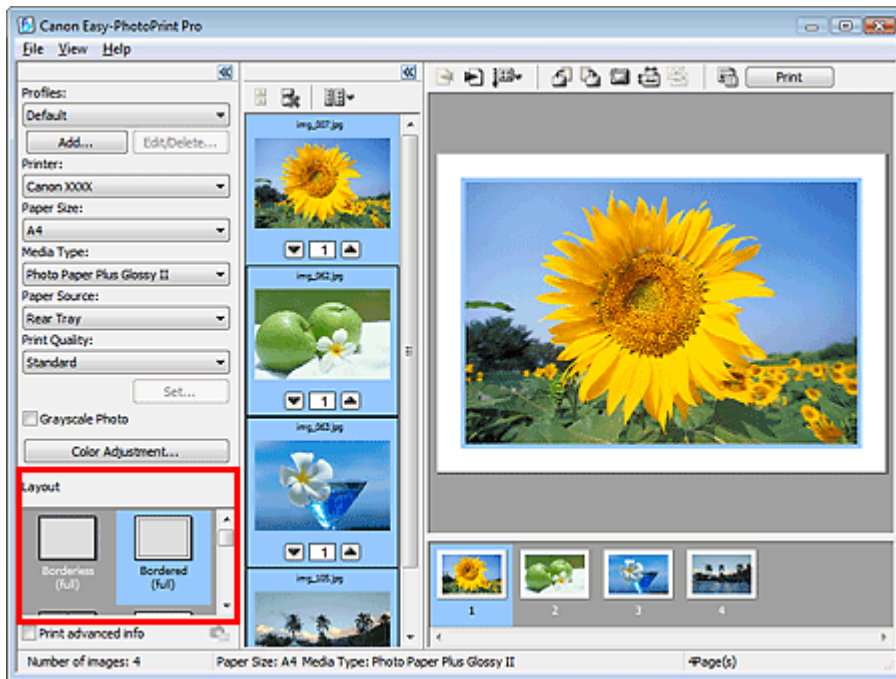 Canon Easy-PhotoPrint Pro
File View Help
Profiles:
Default
Add... Edit/Delete...
Printer:
Canon XXXX
Paper Size:
A4
Media Type:
Photo Paper Plus Glossy II
Paper Source:
Rear Tray
Print Quality:
Standard
Set...
Grayscale Photo
Color Adjustment...
Layout
Borderless
(full)
Bordered
(full)
Print advanced info
img_007.jpg
1
img_062.jpg
1
img_063.jpg
1
img_105.jpg
Print
1
2
3
4
Number of images: 4
Paper Size: A4 Media Type: Photo Paper Plus Glossy II
4Page(s)